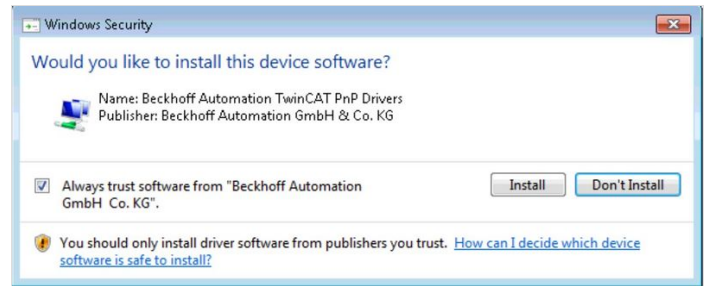 Windows Security
Would you like to install this device software?
Name: Beckhoff Automation TwinCAT PnP Drivers
Publisher: Beckhoff Automation GmbH & Co. KG
Always trust software from "Beckhoff Automation
GmbH  Co. KG".
Install
Don't Install
You should only install driver software from publishers you trust. How can I decide which device
software is safe to install?